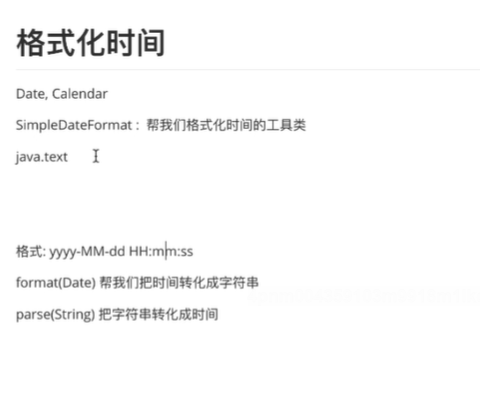 格式化时间
Date, Calendar
SimpleDateFormat : 帮我们格式化时间的工具类
java.text
格式: yyyy-MM-dd HH:mm:ss
format(Date) 帮我们把时间转化成字符串
parse(String) 把字符串转化成时间